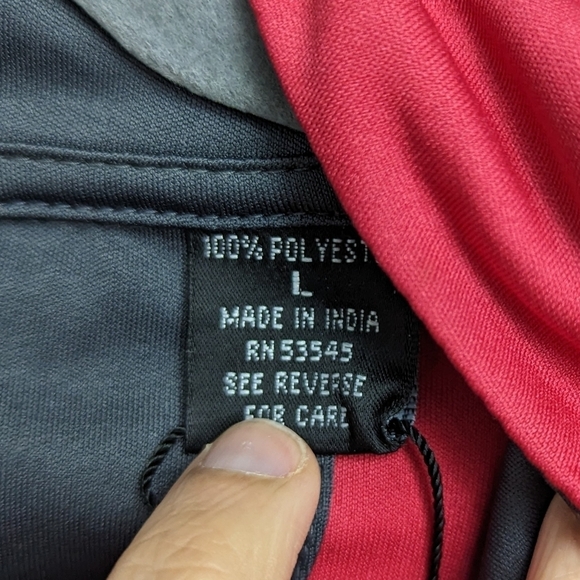 100% POLYEST
L
MADE IN INDIA
RN 53545
SEE REVERSE
FOR CARE